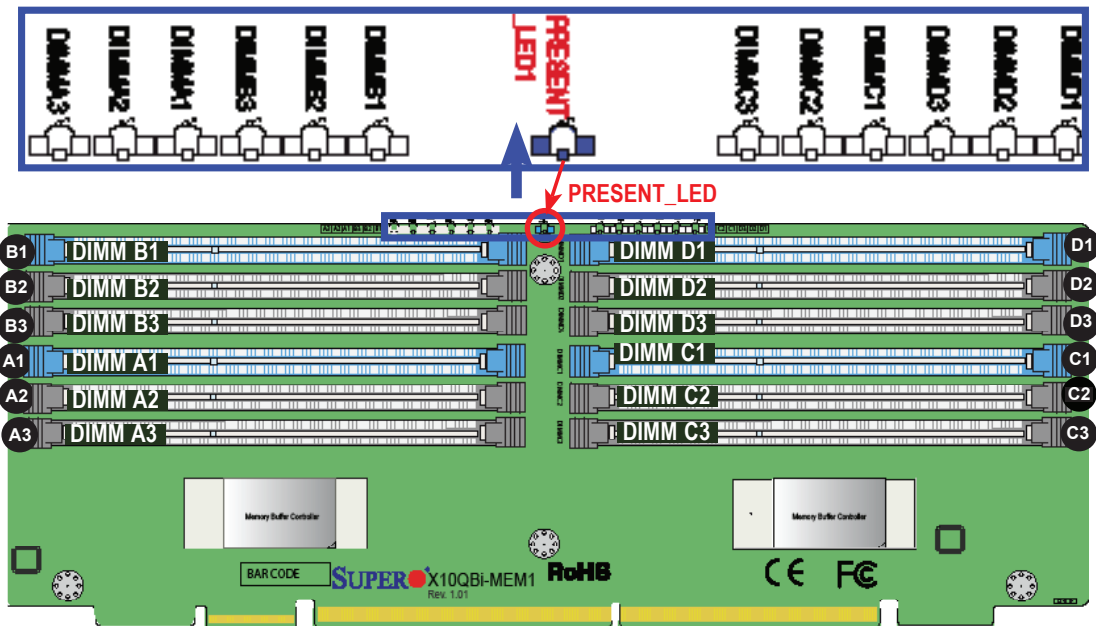 DIMMA3
DIMMA2
DIMMA1
DIMMB3
DIMMB2
DIMMB1
PRESENT
_LED1
DIMMC3
DIMMC2
DIMMC1
DIMMD3
DIMMD2
DIMMD1
PRESENT_LED
B1 DIMM B1 DIMM D1 D1
B2 DIMM B2 DIMM D2 D2
B3 DIMM B3 DIMM D3 D3
A1 DIMM A1 DIMM C1 C1
A2 DIMM A2 DIMM C2 C2
A3 DIMM A3 DIMM C3 C3
Memory Buffer Controller
Memory Buffer Controller
BAR CODE
SUPER X10QBi-MEM1
Rev. 1.01
RoHS
CE FC